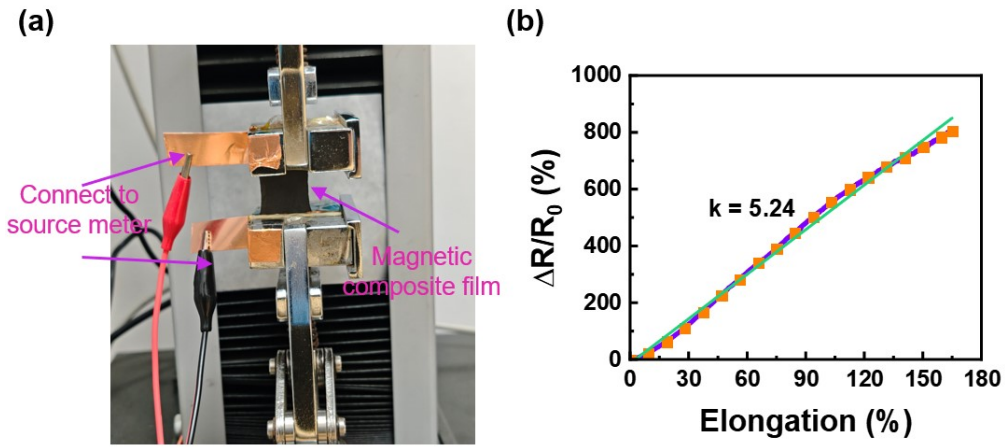 (a)
Connect to
source meter
Magnetic
composite film
(b)
1000
800
600
400
200
0
ΔR/R₀ (%)
k = 5.24
0 30 60 90 120 150 180
Elongation (%)